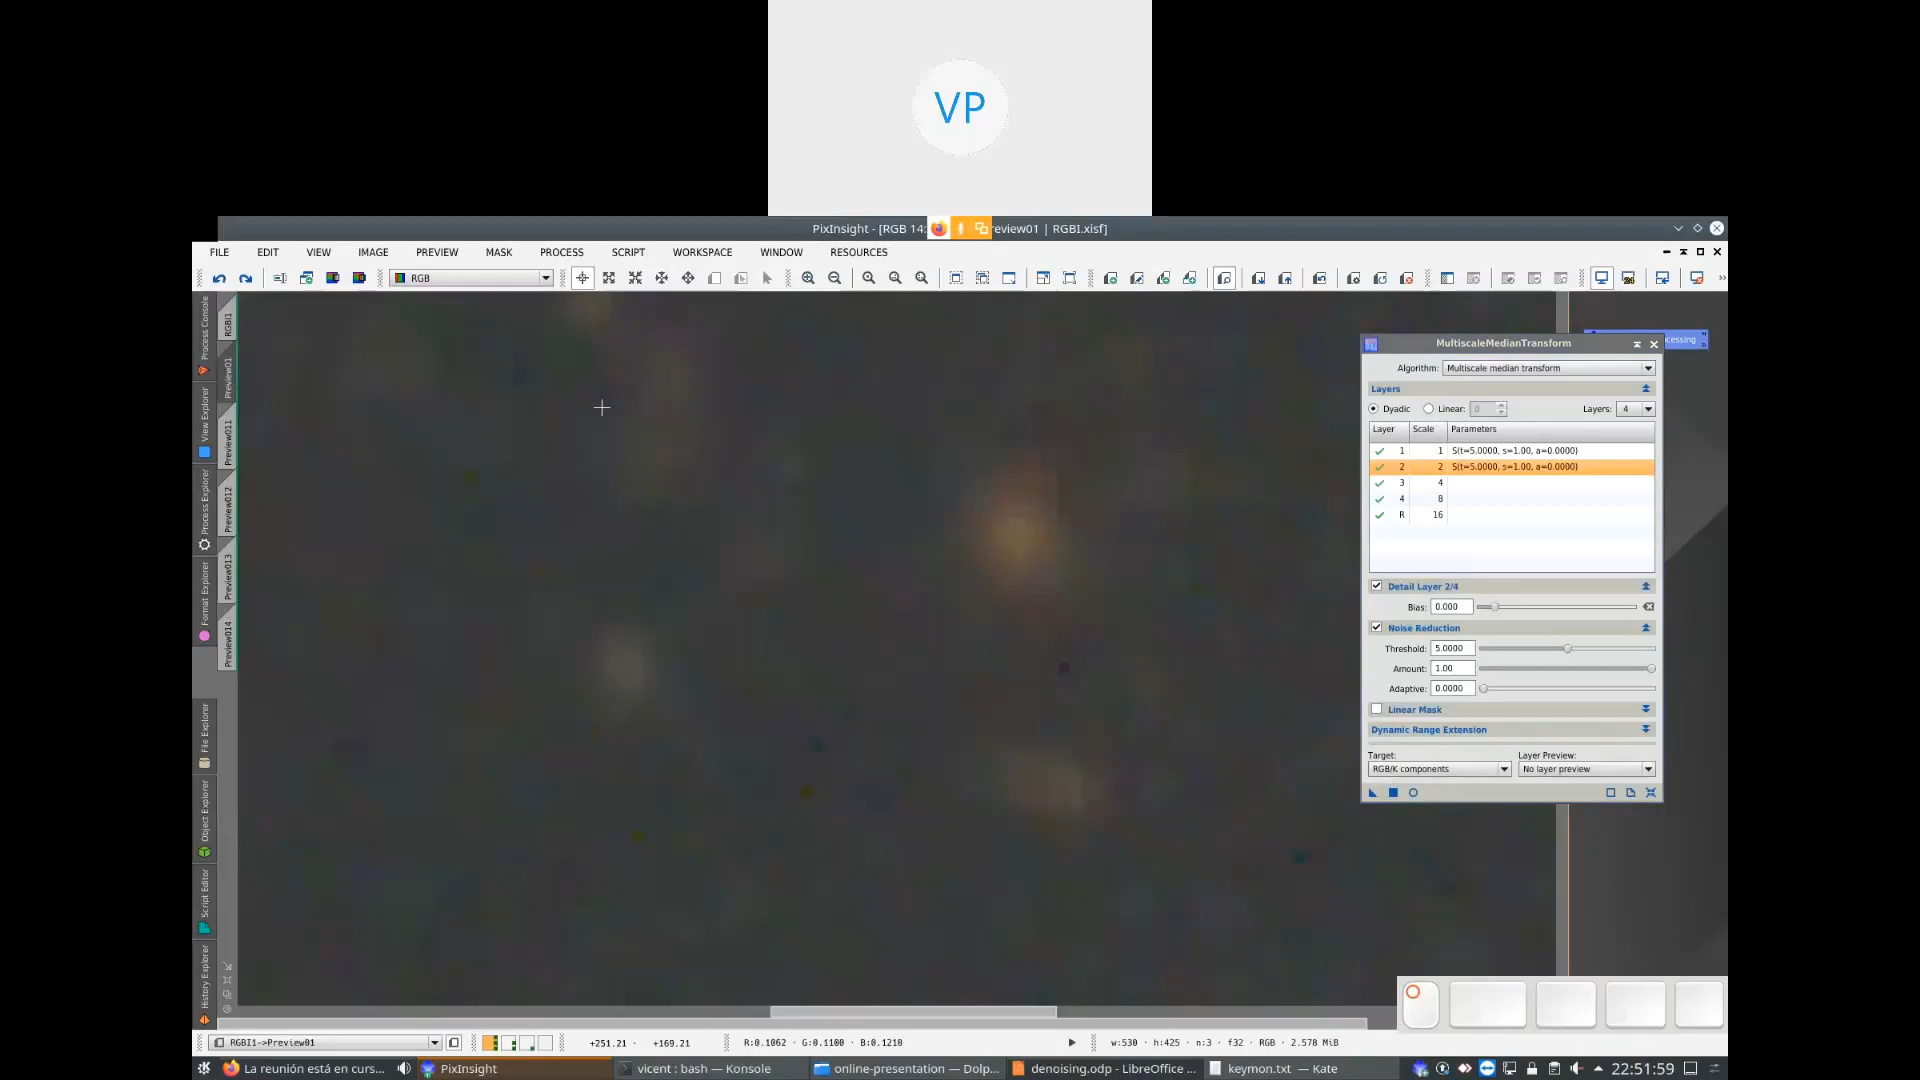 VP
PixInsight - [RGB 14: review01 | RGBI.xisf]
FILE EDIT VIEW IMAGE PREVIEW MASK PROCESS SCRIPT WORKSPACE WINDOW RESOURCES
RGB
Process Console
View Explorer
Process Explorer
Format Explorer
File Explorer
Object Explorer
Script Editor
History Explorer
RGBI1
Preview01
Preview011
Preview012
Preview013
Preview014
cessing
MultiscaleMedianTransform
Algorithm: Multiscale median transform
Layers
Dyadic Linear: 0 Layers: 4
Layer Scale Parameters
1 1 S(t=5.0000, s=1.00, a=0.0000)
2 2 S(t=5.0000, s=1.00, a=0.0000)
3 4
4 8
R 16
Detail Layer 2/4
Bias: 0.000
Noise Reduction
Threshold: 5.0000
Amount: 1.00
Adaptive: 0.0000
Linear Mask
Dynamic Range Extension
Target: Layer Preview:
RGB/K components No layer preview
RGBI1->Preview01 +251.21 · +169.21 R:0.1062 · G:0.1100 · B:0.1210 w:530 · h:425 · n:3 · f32 · RGB · 2.578 MiB
La reunión está en curs... PixInsight vicent : bash — Konsole online-presentation — Dolp... denoising.odp - LibreOffice ... keymon.txt — Kate 22:51:59